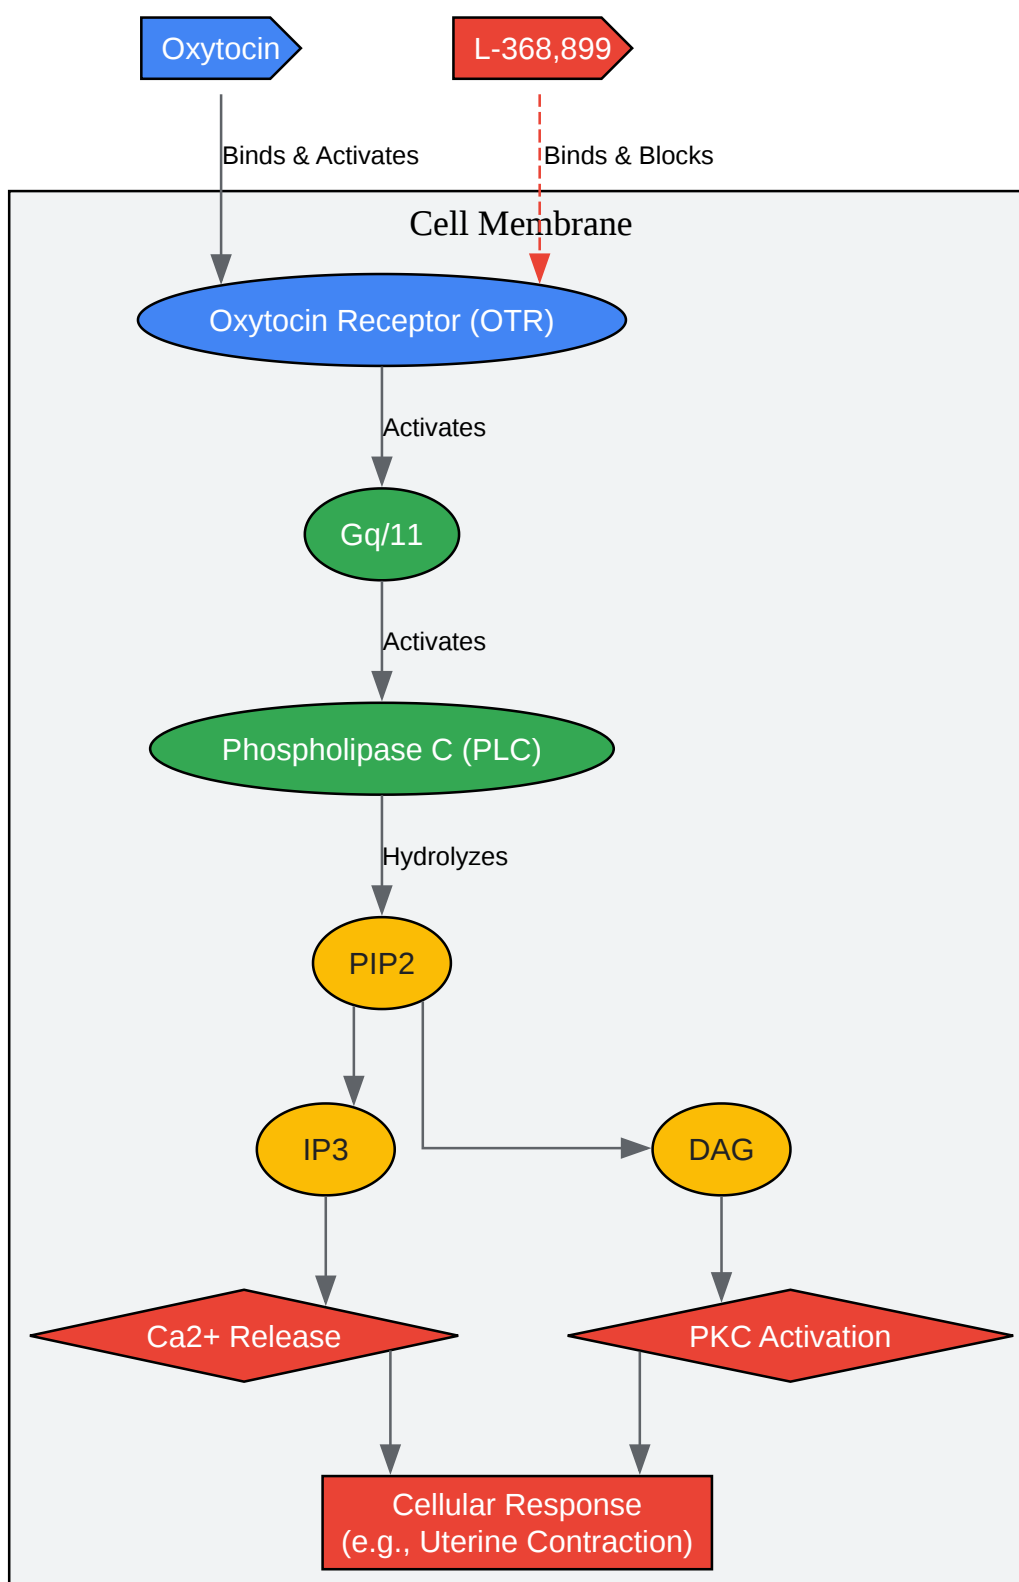 Oxytocin
L-368,899
Binds & Activates
Binds & Blocks
Cell Membrane
Oxytocin Receptor (OTR)
Activates
Gq/11
Activates
Phospholipase C (PLC)
Hydrolyzes
PIP2
IP3
DAG
Ca2+ Release
PKC Activation
Cellular Response
(e.g., Uterine Contraction)